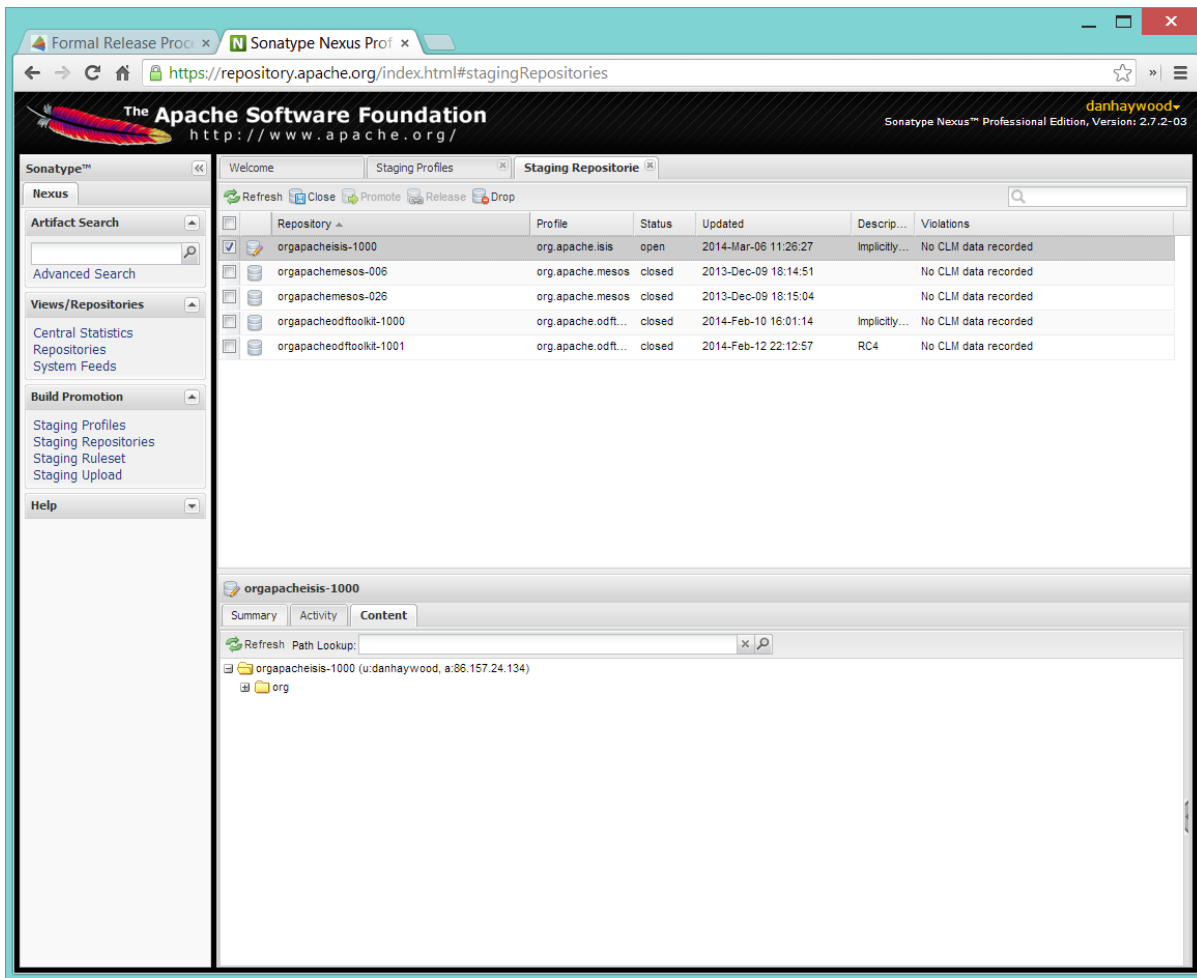 Formal Release Proc × Sonatype Nexus Prof ×
https://repository.apache.org/index.html#stagingRepositories
The Apache Software Foundation
http://www.apache.org/
danhaywood
Sonatype Nexus™ Professional Edition, Version: 2.7.2-03
Sonatype™
Welcome Staging Profiles Staging Repositorie
Nexus
Refresh Close Promote Release Drop
Artifact Search
Repository Profile Status Updated Descrip... Violations
orgapacheisis-1000 org.apache.isis open 2014-Mar-06 11:26:27 Implicitly... No CLM data recorded
Advanced Search
orgapachemesos-006 org.apache.mesos closed 2013-Dec-09 18:14:51 No CLM data recorded
orgapachemesos-026 org.apache.mesos closed 2013-Dec-09 18:15:04 No CLM data recorded
Views/Repositories
orgapacheodftoolkit-1000 org.apache.odft... closed 2014-Feb-10 16:01:14 Implicitly... No CLM data recorded
Central Statistics
orgapacheodftoolkit-1001 org.apache.odft... closed 2014-Feb-12 22:12:57 RC4 No CLM data recorded
Repositories
System Feeds
Build Promotion
Staging Profiles
Staging Repositories
Staging Ruleset
Staging Upload
Help
orgapacheisis-1000
Summary Activity Content
Refresh Path Lookup:
orgapacheisis-1000 (u:danhaywood, a:86.157.24.134)
org